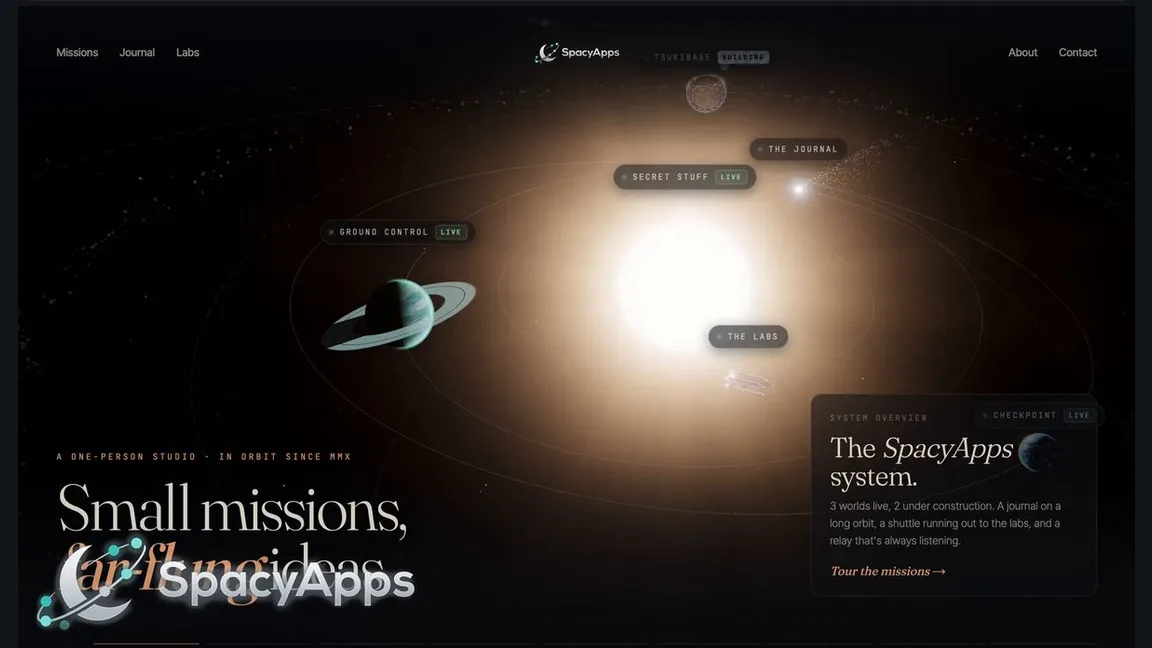 Missions Journal Labs
SpacyApps
TSUKIBASE BUILDING
About Contact
THE JOURNAL
SECRET STUFF LIVE
GROUND CONTROL LIVE
THE LABS
SYSTEM OVERVIEW
CHECKPOINT LIVE
The SpacyApps
system.
3 worlds live, 2 under construction. A journal on a
long orbit, a shuttle running out to the labs, and a
relay that's always listening.
Tour the missions →
A ONE-PERSON STUDIO · IN ORBIT SINCE MMX
Small missions,
far-flung ideas
SpacyApps